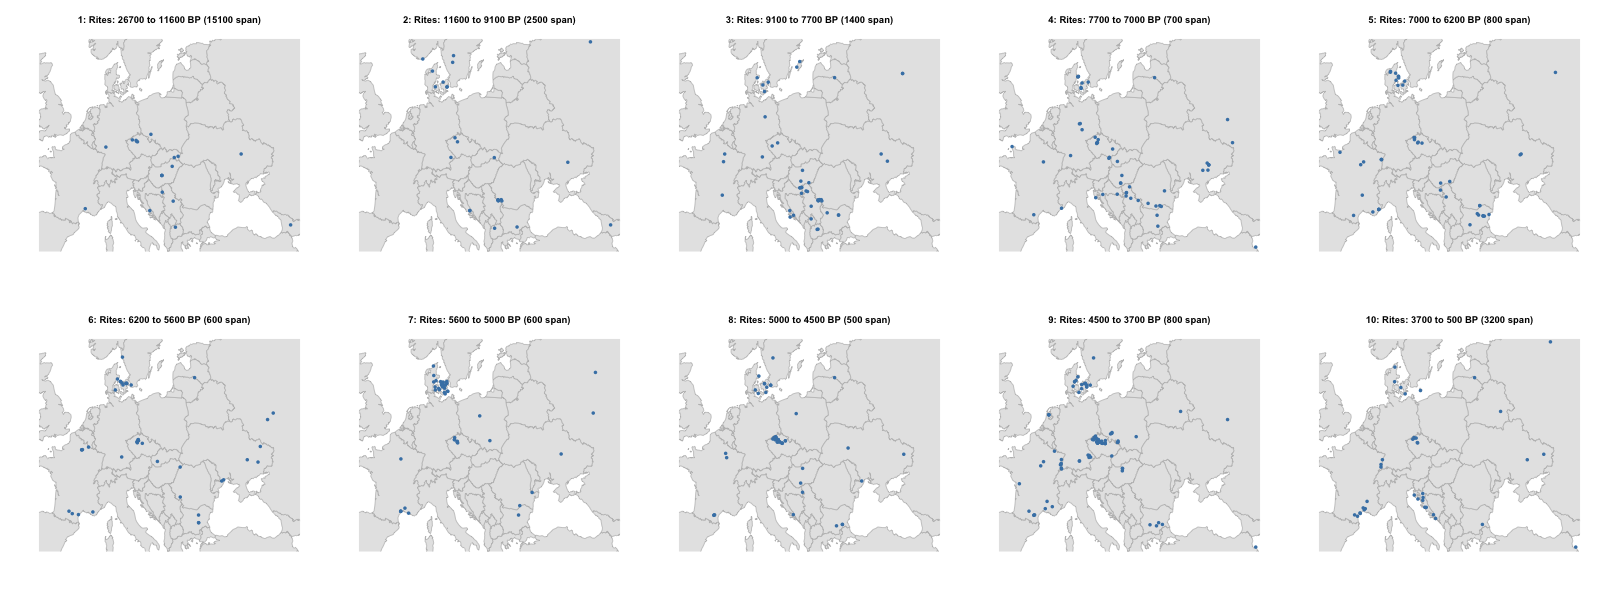 1: Rites: 26700 to 11600 BP (15100 span)
2: Rites: 11600 to 9100 BP (2500 span)
3: Rites: 9100 to 7700 BP (1400 span)
4: Rites: 7700 to 7000 BP (700 span)
5: Rites: 7000 to 6200 BP (800 span)
6: Rites: 6200 to 5600 BP (600 span)
7: Rites: 5600 to 5000 BP (600 span)
8: Rites: 5000 to 4500 BP (500 span)
9: Rites: 4500 to 3700 BP (800 span)
10: Rites: 3700 to 500 BP (3200 span)